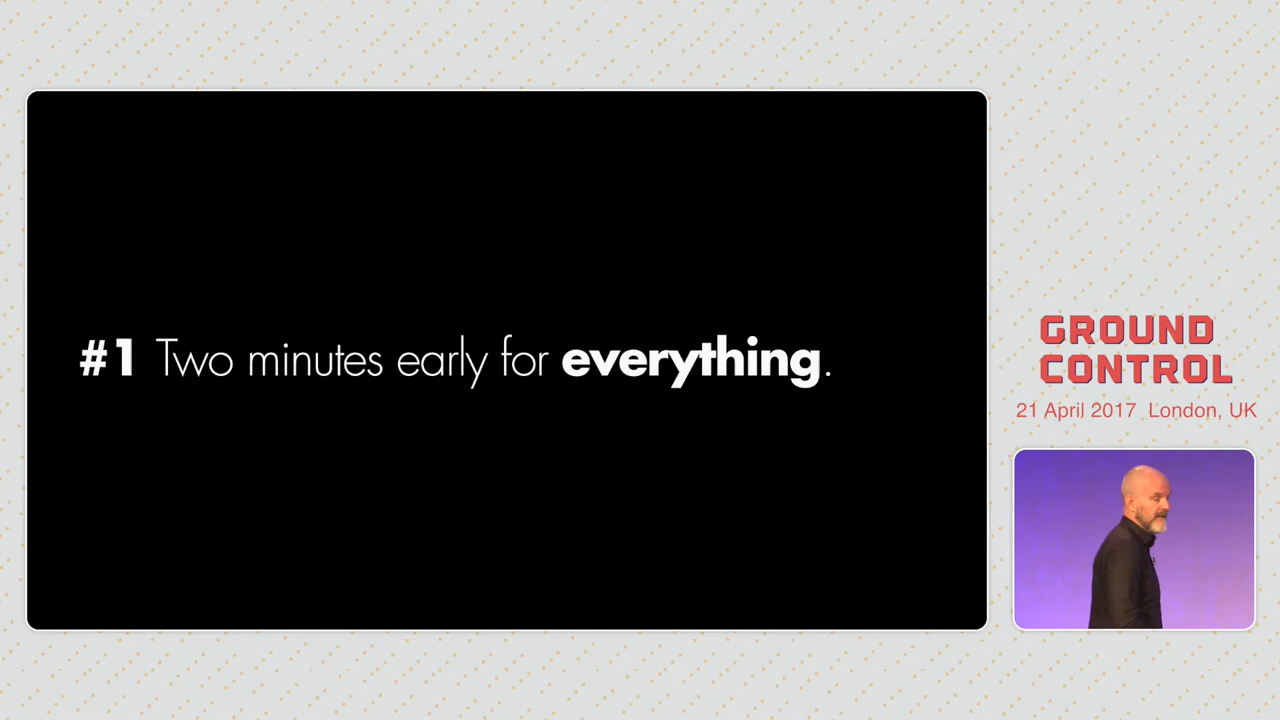 #1 Two minutes early for everything.
GROUND
CONTROL
21 April 2017 London, UK